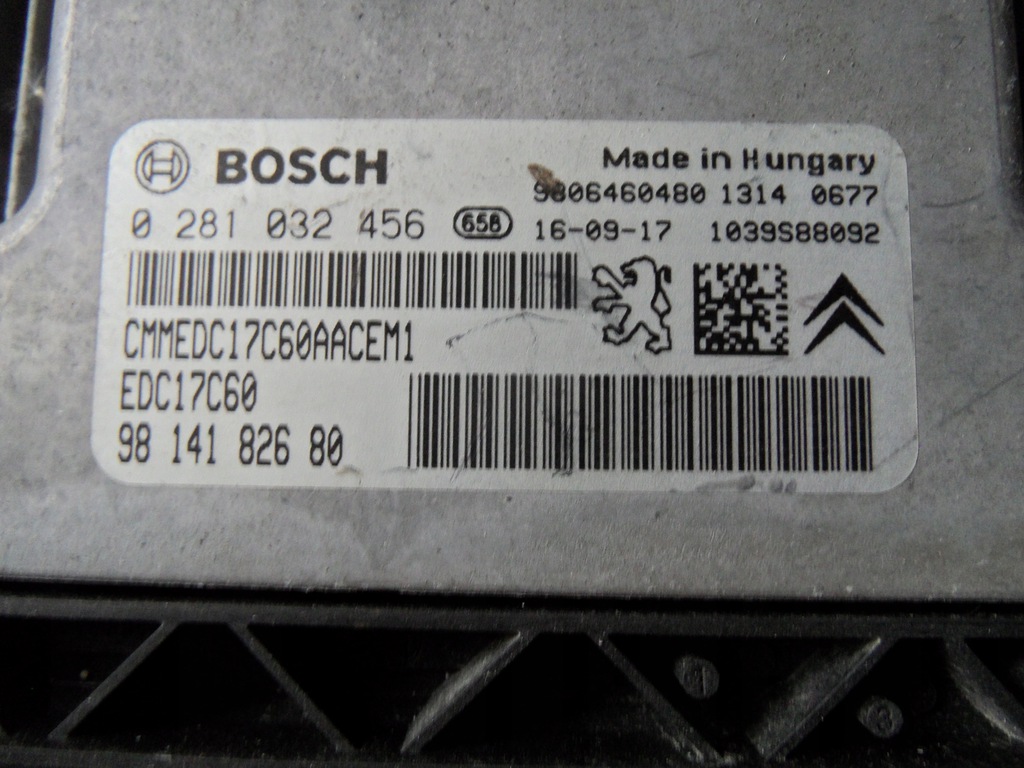 BOSCH
Made in Hungary
9806460480 1314 0677
0 281 032 456 658 16-09-17 1039S88092
CMMEDC17C60AACEM1
EDC17C60
98 141 826 80